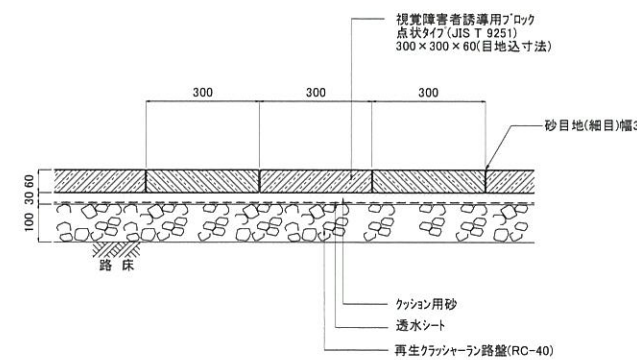 視覚障害者誘導用ブロック
点状タイプ(JIS T 9251)
300×300×60(目地込寸法)
300
300
300
砂目地(細目)幅3
60
30
100
路 床
クッション用砂
透水シート
再生クラッシャーラン路盤(RC-40)